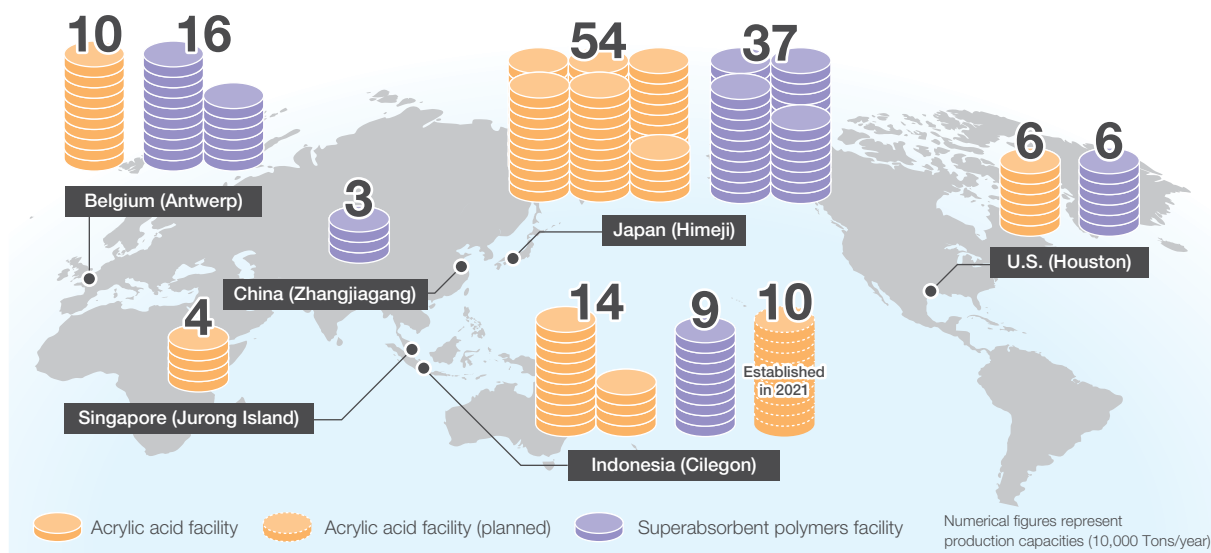 10
16
54
37
6
6
Belgium (Antwerp)
3
Japan (Himeji)
U.S. (Houston)
China (Zhangjiagang)
4
14
9
10
Established
in 2021
Singapore (Jurong Island)
Indonesia (Cilegon)
Acrylic acid facility
Acrylic acid facility (planned)
Superabsorbent polymers facility
Numerical figures represent
production capacities (10,000 Tons/year)